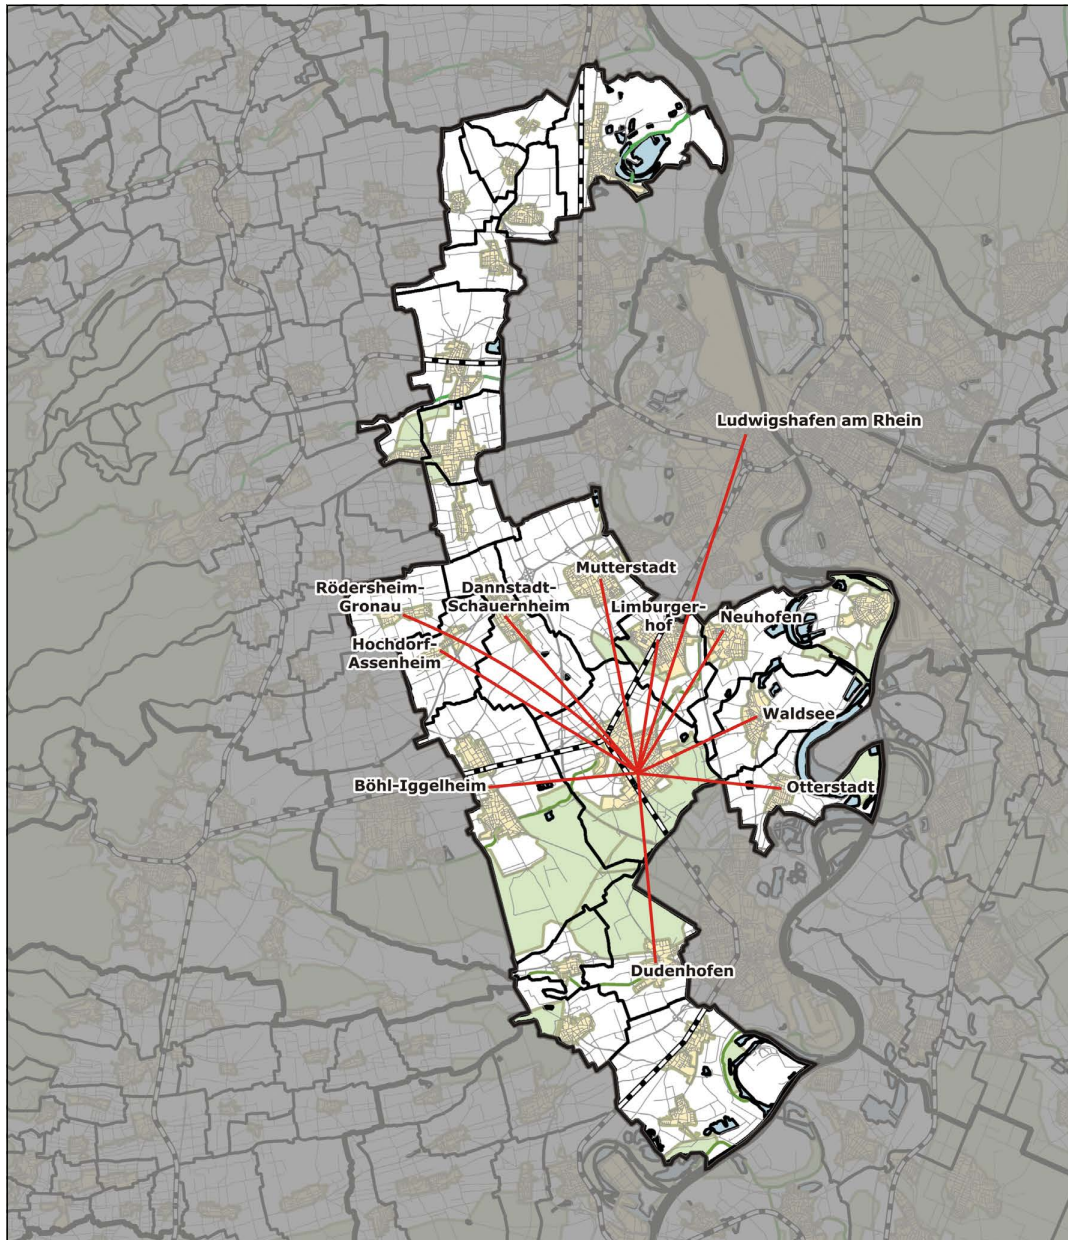 Ludwigshafen am Rhein
Mutterstadt
Rödersheim-
Gronau
Dannstadt-
Schauernheim
Limburger-
hof
Neuhofen
Hochdorf-
Assenheim
Waldsee
Böhl-Iggelheim
Otterstadt
Dudenhofen